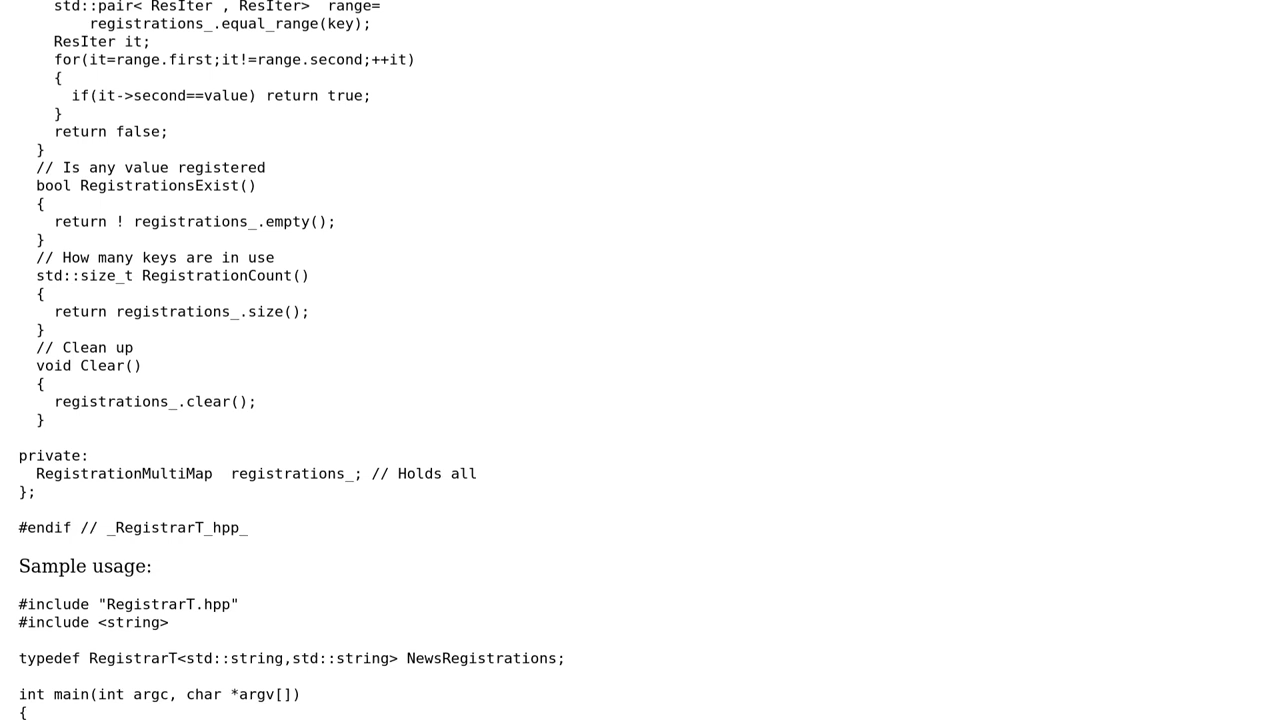 std::pair< ResIter , ResIter>  range=
registrations_.equal_range(key);
ResIter it;
for(it=range.first;it!=range.second;++it)
{
if(it->second==value) return true;
}
return false;
}
// Is any value registered
bool RegistrationsExist()
{
return ! registrations_.empty();
}
// How many keys are in use
std::size_t RegistrationCount()
{
return registrations_.size();
}
// Clean up
void Clear()
{
registrations_.clear();
}
private:
RegistrationMultiMap  registrations_; // Holds all
};
#endif // _RegistrarT_hpp_
Sample usage:
#include "RegistrarT.hpp"
#include <string>
typedef RegistrarT<std::string,std::string> NewsRegistrations;
int main(int argc, char *argv[])
{